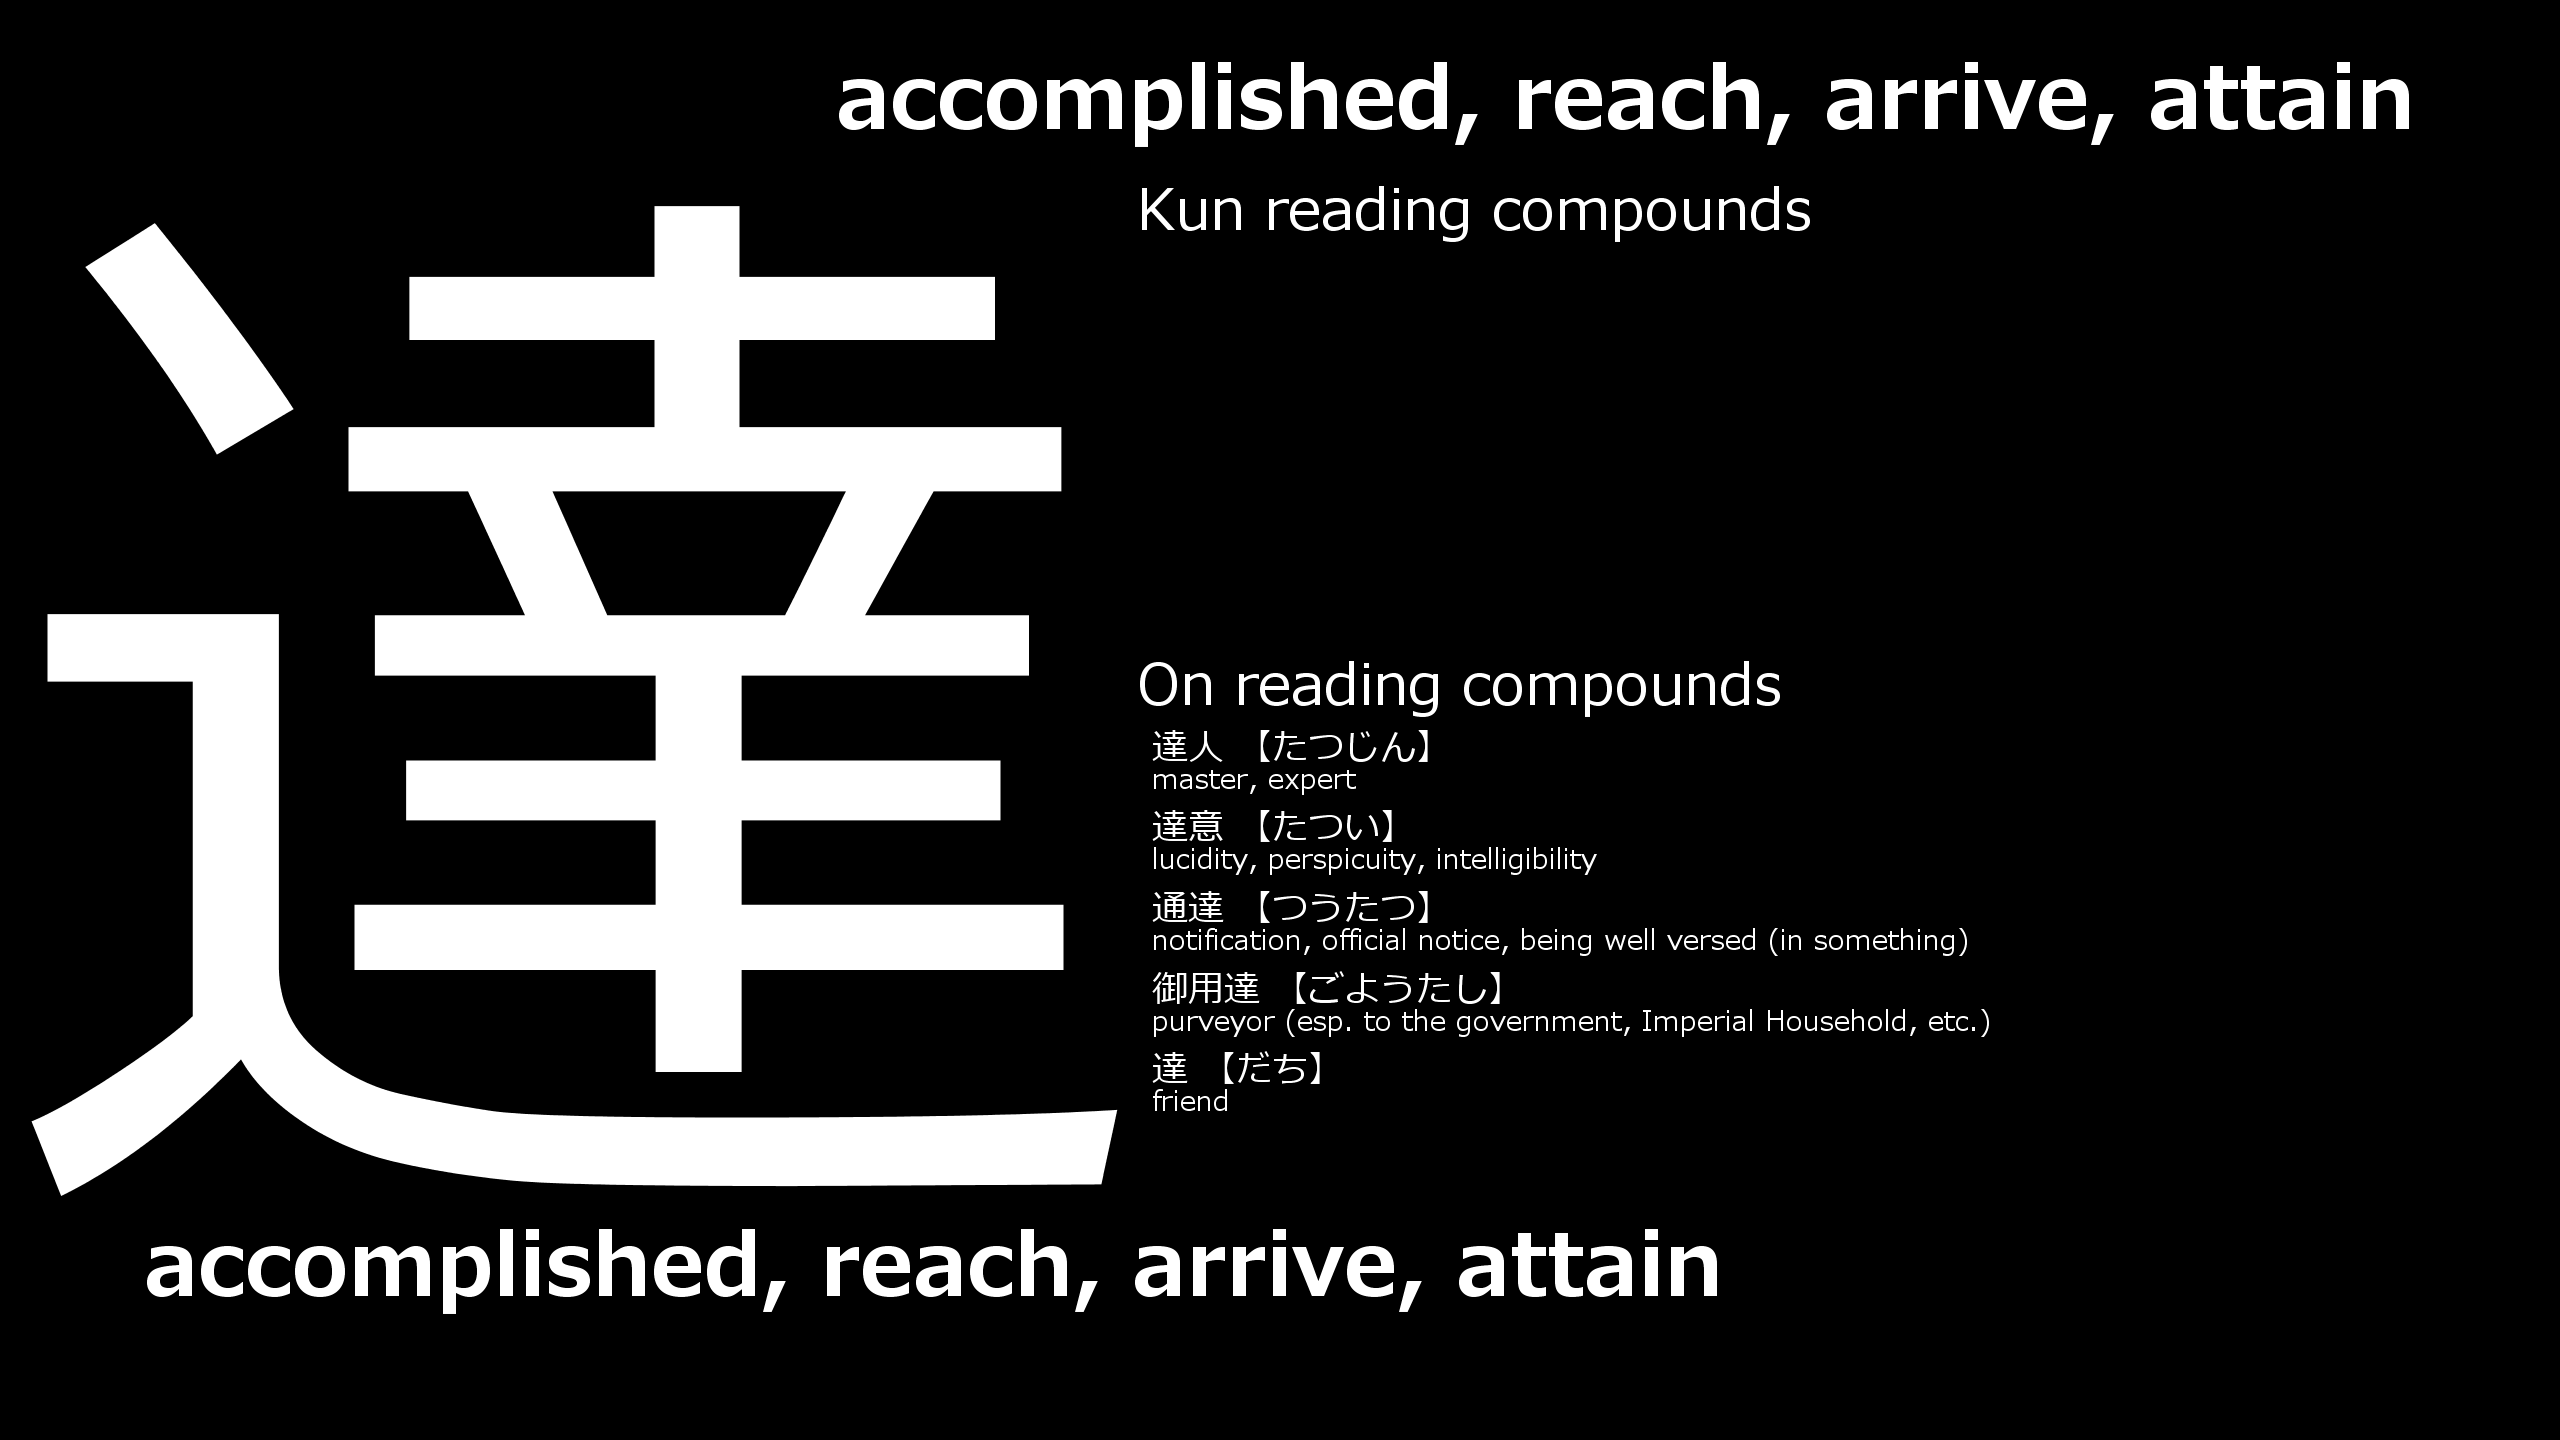 accomplished, reach, arrive, attain
達
Kun reading compounds
On reading compounds
達人 【たつじん】
master, expert
達意 【たつい】
lucidity, perspicuity, intelligibility
通達 【つうたつ】
notification, official notice, being well versed (in something)
御用達 【ごようたし】
purveyor (esp. to the government, Imperial Household, etc.)
達 【だち】
friend
accomplished, reach, arrive, attain